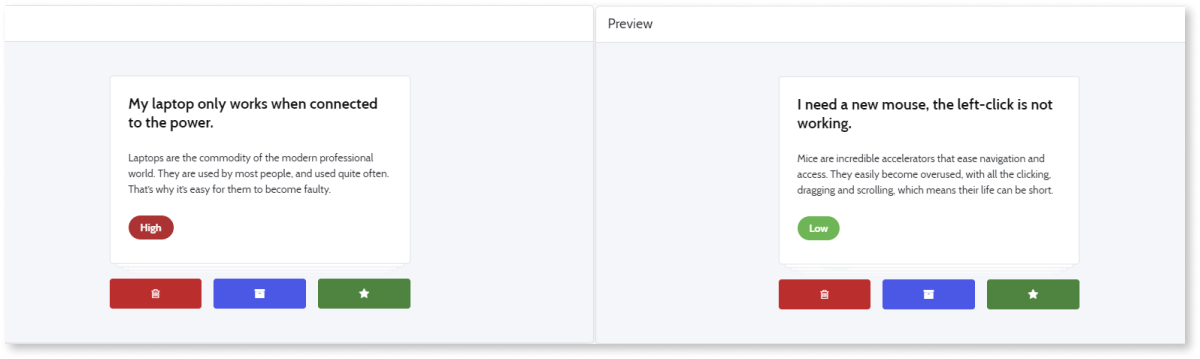 Preview
My laptop only works when connected
to the power.
Laptops are the commodity of the modern professional
world. They are used by most people, and used quite often.
That's why it's easy for them to become faulty.
High
I need a new mouse, the left-click is not
working.
Mice are incredible accelerators that ease navigation and
access. They easily become overused, with all the clicking,
dragging and scrolling, which means their life can be short.
Low